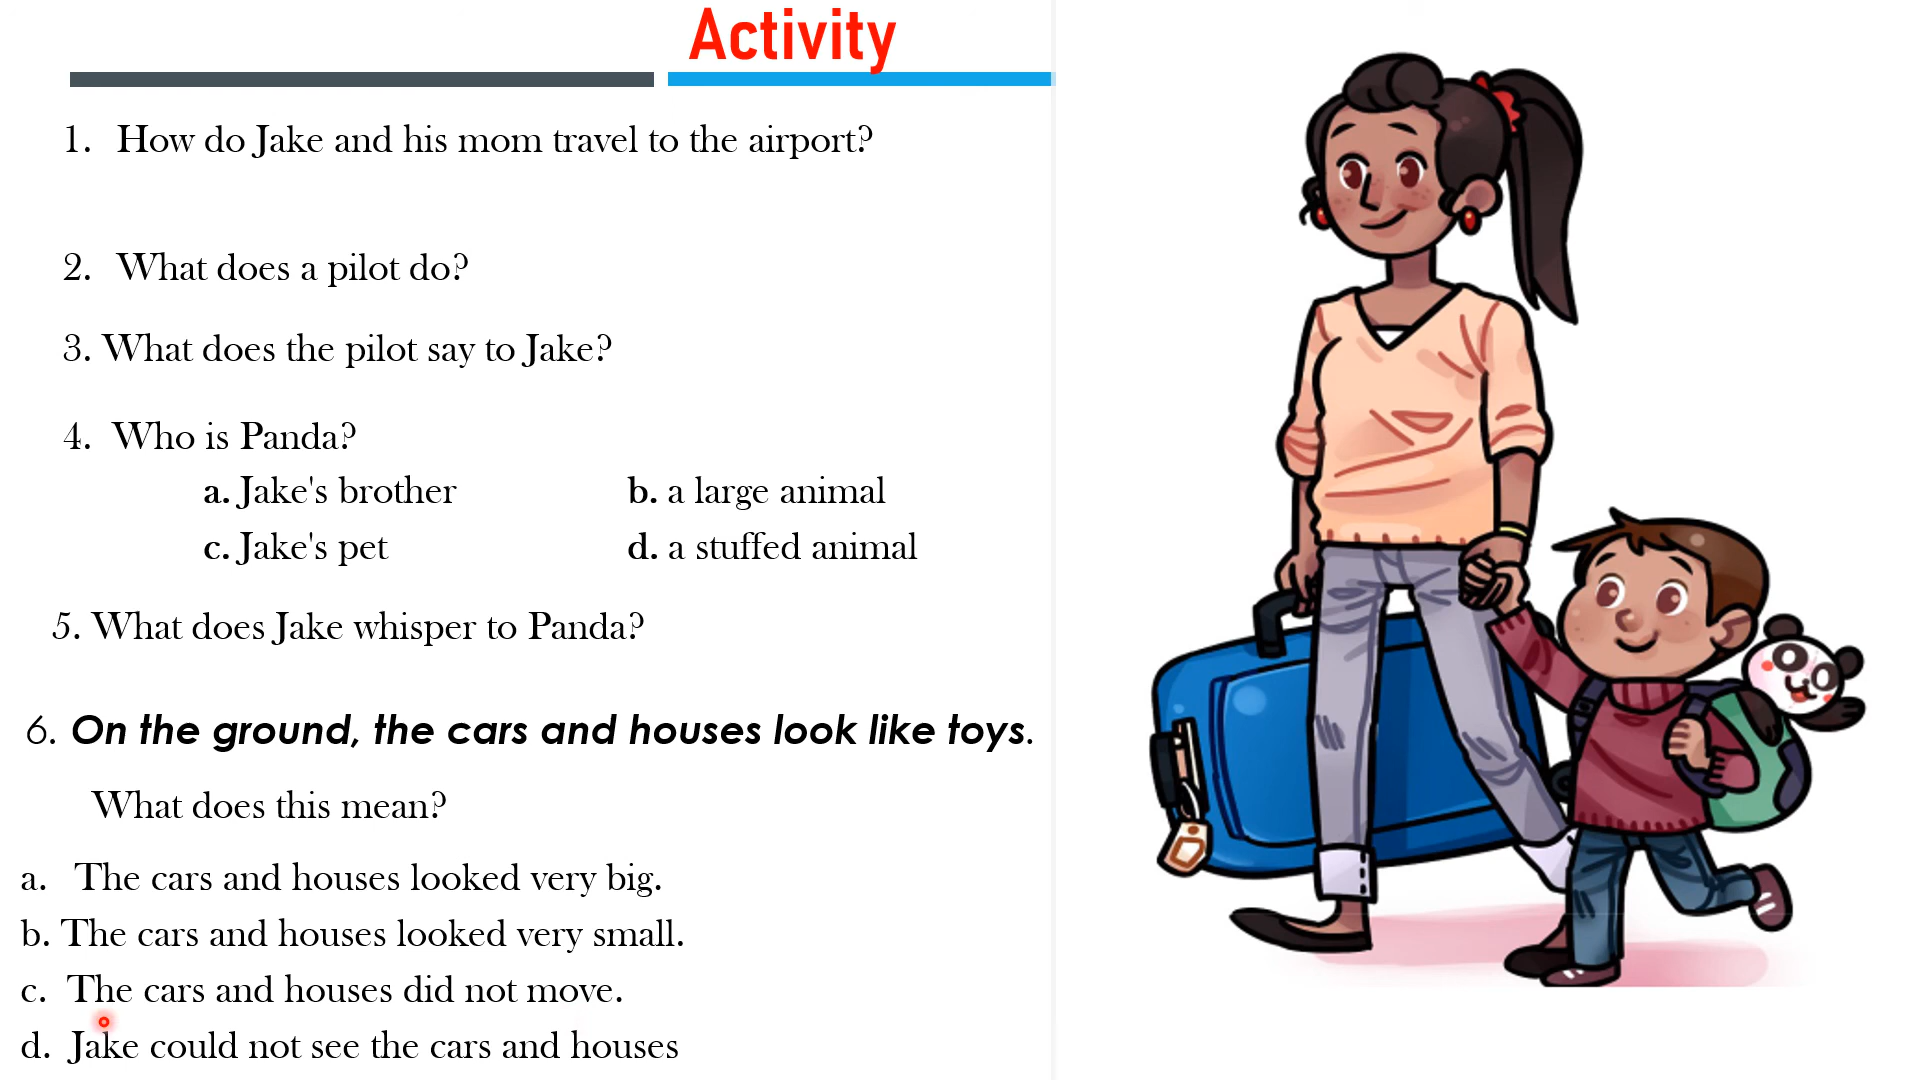 Activity
1. How do Jake and his mom travel to the airport?
2. What does a pilot do?
3. What does the pilot say to Jake?
4. Who is Panda?
a. Jake's brother b. a large animal
c. Jake's pet d. a stuffed animal
5. What does Jake whisper to Panda?
6. On the ground, the cars and houses look like toys.
What does this mean?
a. The cars and houses looked very big.
b. The cars and houses looked very small.
c. The cars and houses did not move.
d. Jake could not see the cars and houses